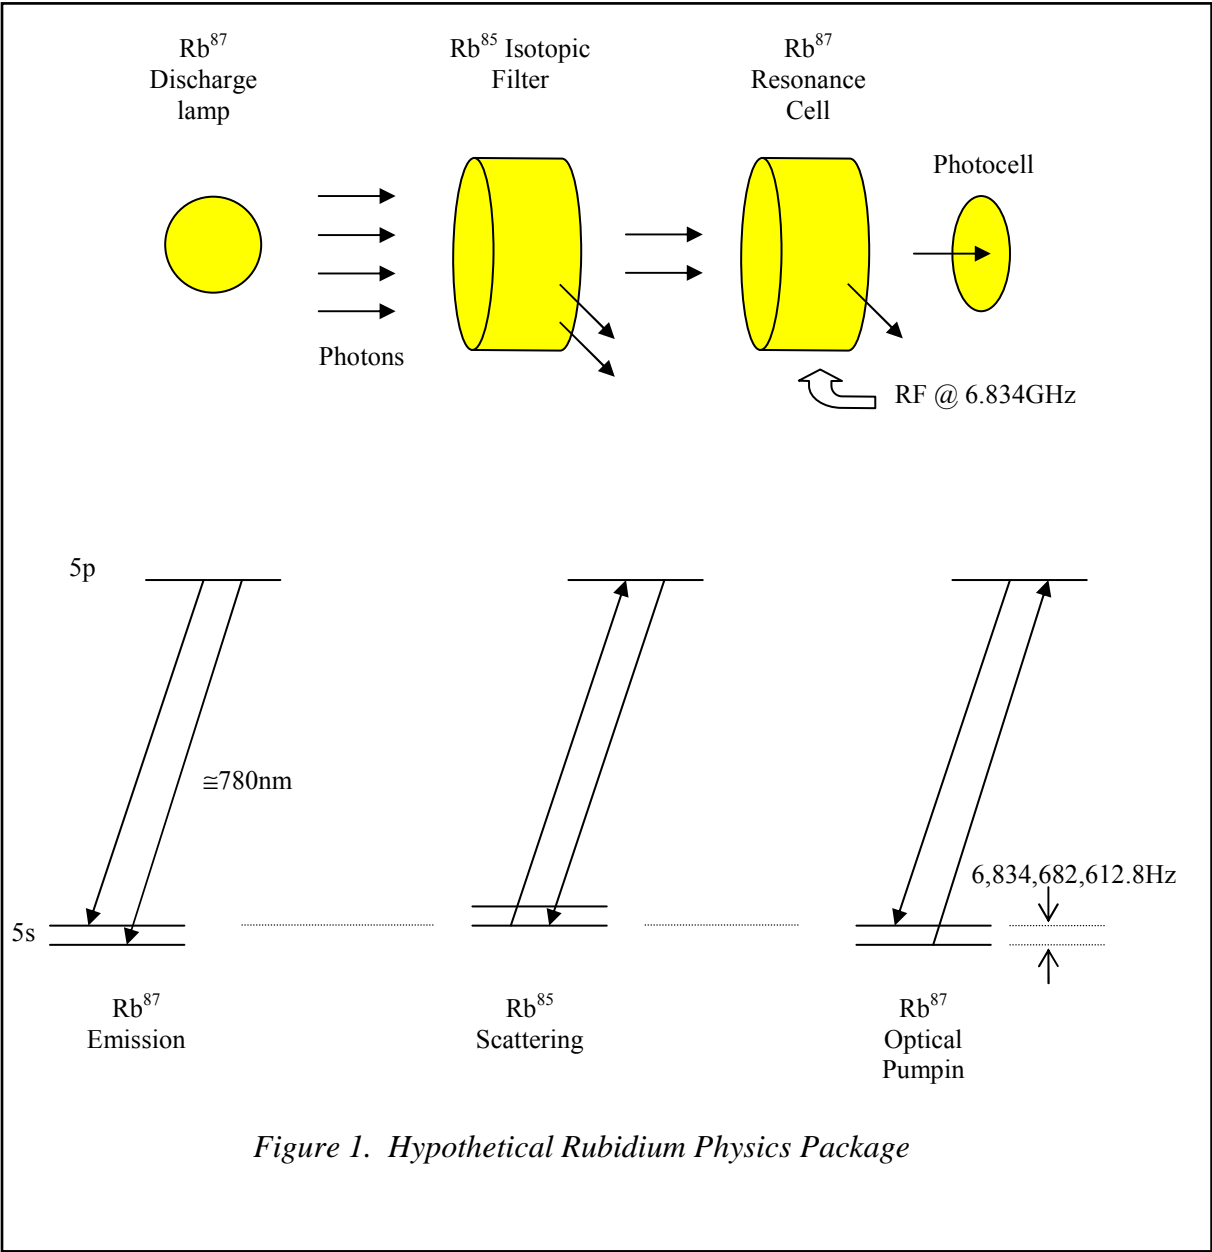 Rb87
Discharge
lamp
Rb85 Isotopic
Filter
Rb87
Resonance
Cell
Photocell
Photons
RF @ 6.834GHz
5p
≅780nm
6,834,682,612.8Hz
5s
Rb87
Emission
Rb85
Scattering
Rb87
Optical
Pumpin
Figure 1. Hypothetical Rubidium Physics Package